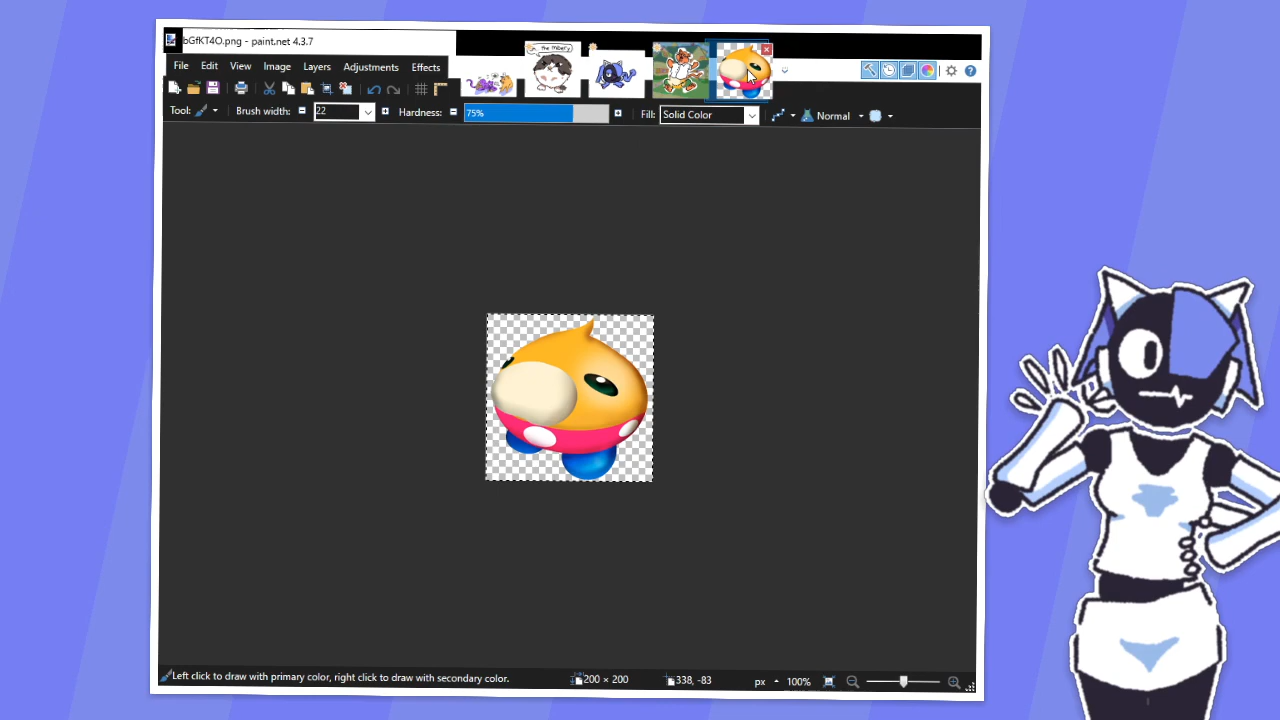 bGfKT4O.png - paint.net 4.3.7
the misery
File Edit View Image Layers Adjustments Effects
Tool: Brush width: 22 Hardness: 75% Fill: Solid Color Normal
Left click to draw with primary color, right click to draw with secondary color. 200 × 200 338, -83 px 100%